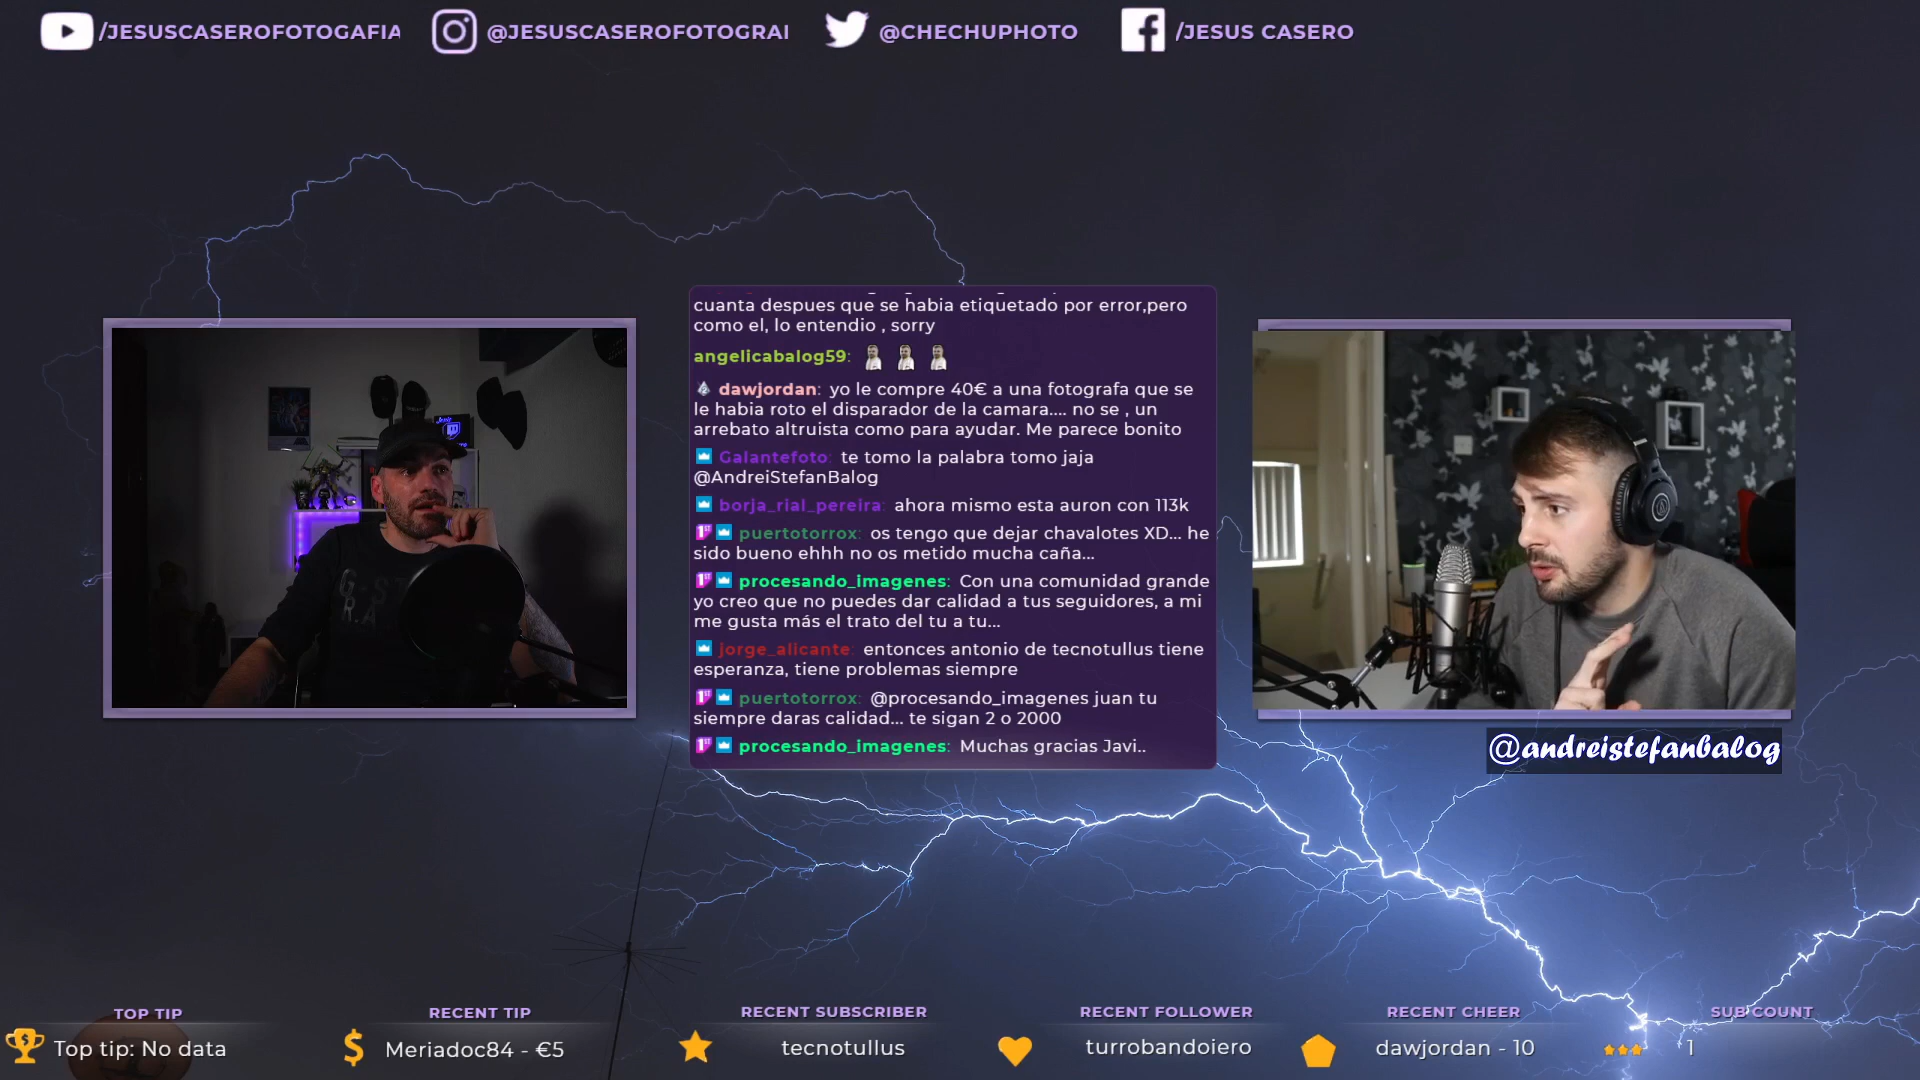 /JESUSCASEROFOTOGAFIA
@JESUSCASEROFOTOGRAI
@CHECHUPHOTO
/JESUS CASERO
cuanta despues que se habia etiquetado por error,pero
como el, lo entendio , sorry
angelicabalog59:
dawjordan: yo le compre 40€ a una fotografa que se
le habia roto el disparador de la camara.... no se , un
arrebato altruista como para ayudar. Me parece bonito
Galantefoto: te tomo la palabra tomo jaja
@AndreiStefanBalog
borja_rial_pereira: ahora mismo esta auron con 113k
puertotorrox: os tengo que dejar chavalotes XD... he
sido bueno ehhh no os metido mucha caña...
procesando_imagenes: Con una comunidad grande
yo creo que no puedes dar calidad a tus seguidores, a mi
me gusta más el trato del tu a tu...
jorge_alicante: entonces antonio de tecnotullus tiene
esperanza, tiene problemas siempre
puertotorrox: @procesando_imagenes juan tu
siempre daras calidad... te sigan 2 o 2000
procesando_imagenes: Muchas gracias Javi..
@andreistefanbalog
TOP TIP
Top tip: No data
RECENT TIP
Meriadoc84 - €5
RECENT SUBSCRIBER
tecnotullus
RECENT FOLLOWER
turrobandoiero
RECENT CHEER
dawjordan - 10
SUB COUNT
1